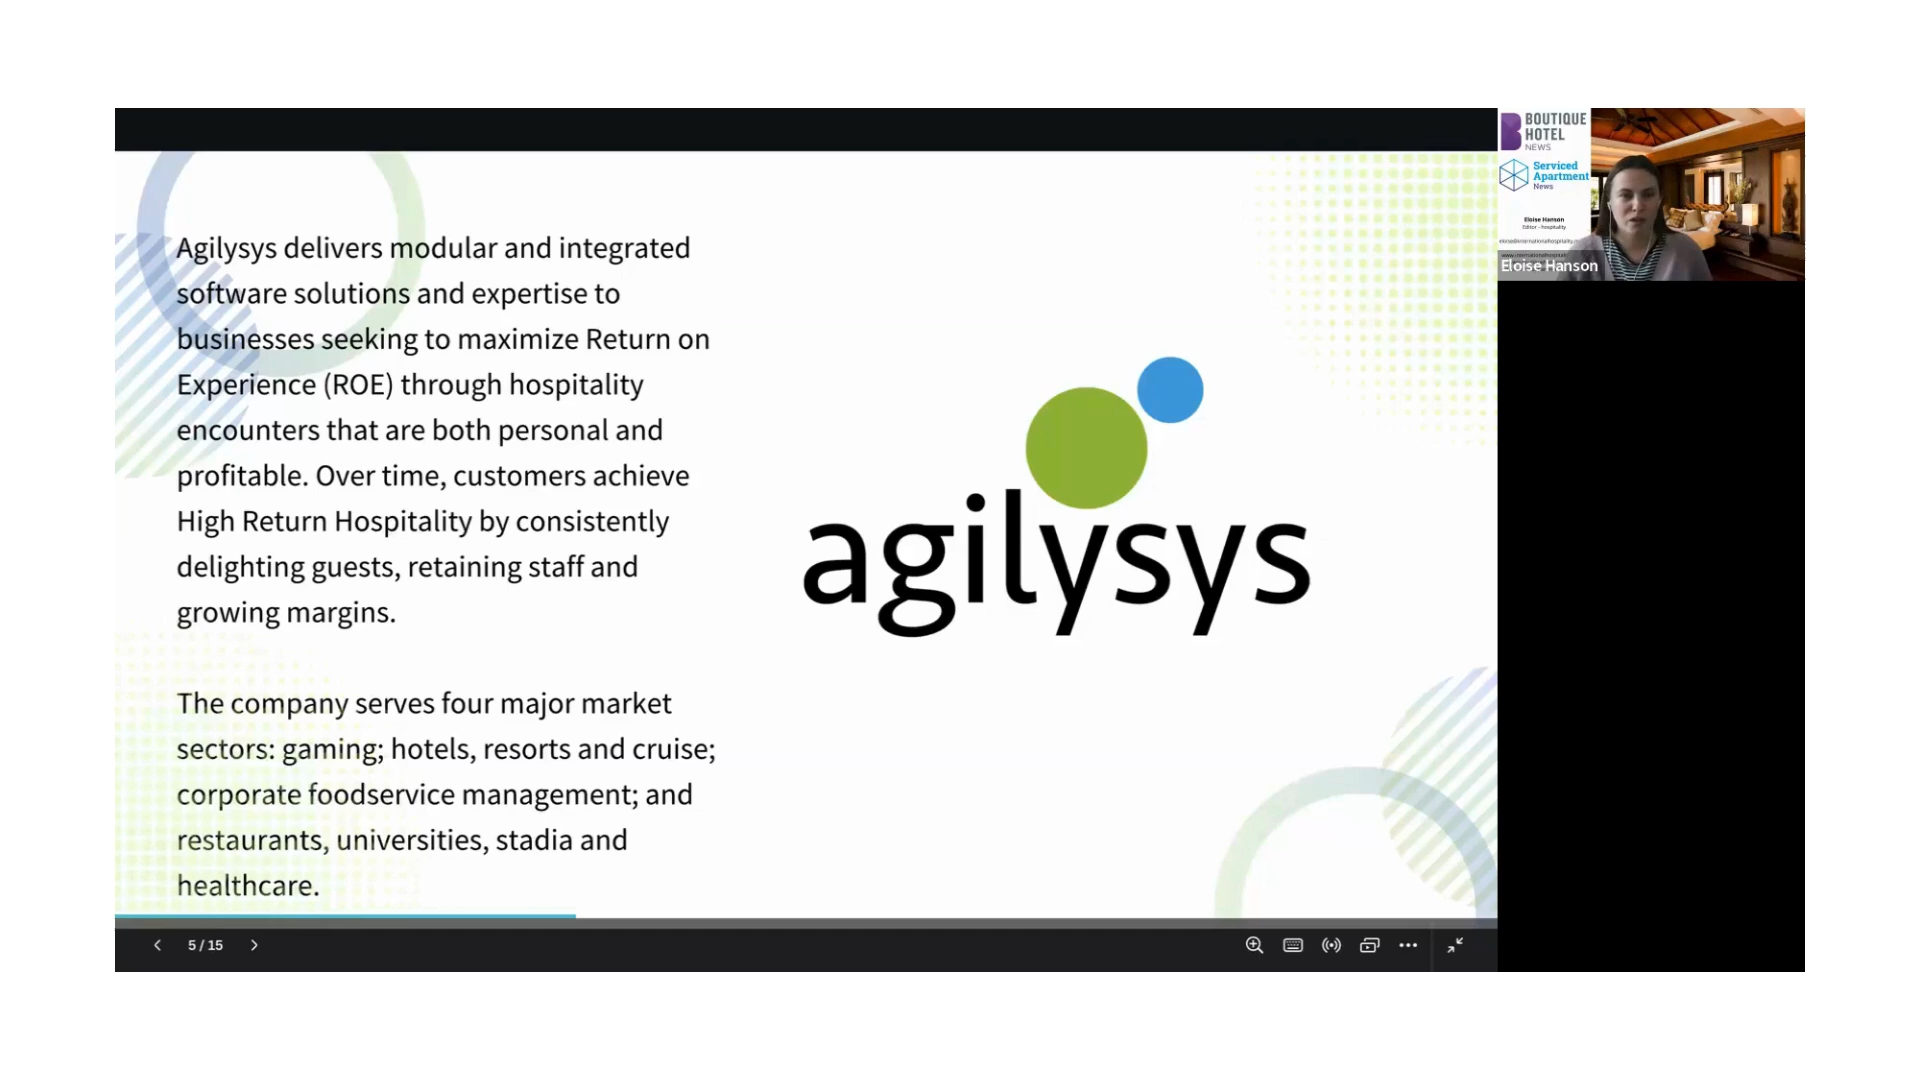 Agilysys delivers modular and integrated
software solutions and expertise to
businesses seeking to maximize Return on
Experience (ROE) through hospitality
encounters that are both personal and
profitable. Over time, customers achieve
High Return Hospitality by consistently
delighting guests, retaining staff and
growing margins.
The company serves four major market
sectors: gaming; hotels, resorts and cruise;
corporate foodservice management; and
restaurants, universities, stadia and
healthcare.
agilysys
5 / 15
BOUTIQUE
HOTEL
NEWS
Serviced
Apartment
News
Eloise Hanson
Editor - hospitality
Eloise Hanson